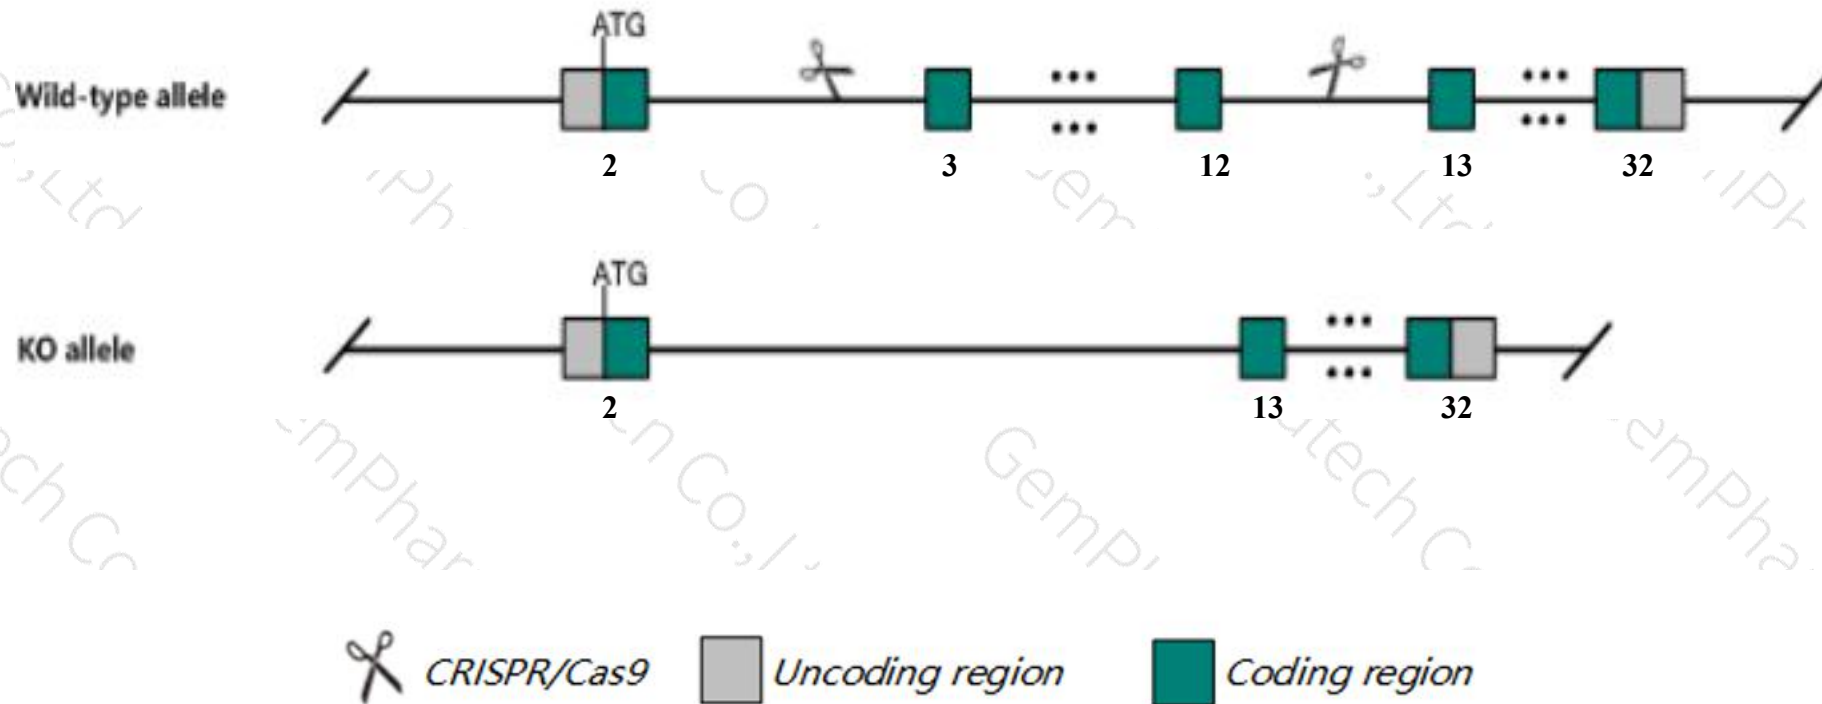 ATG
Wild-type allele
2 3 12 13 32
ATG
KO allele
2 13 32
CRISPR/Cas9 Uncoding region Coding region
GemPh